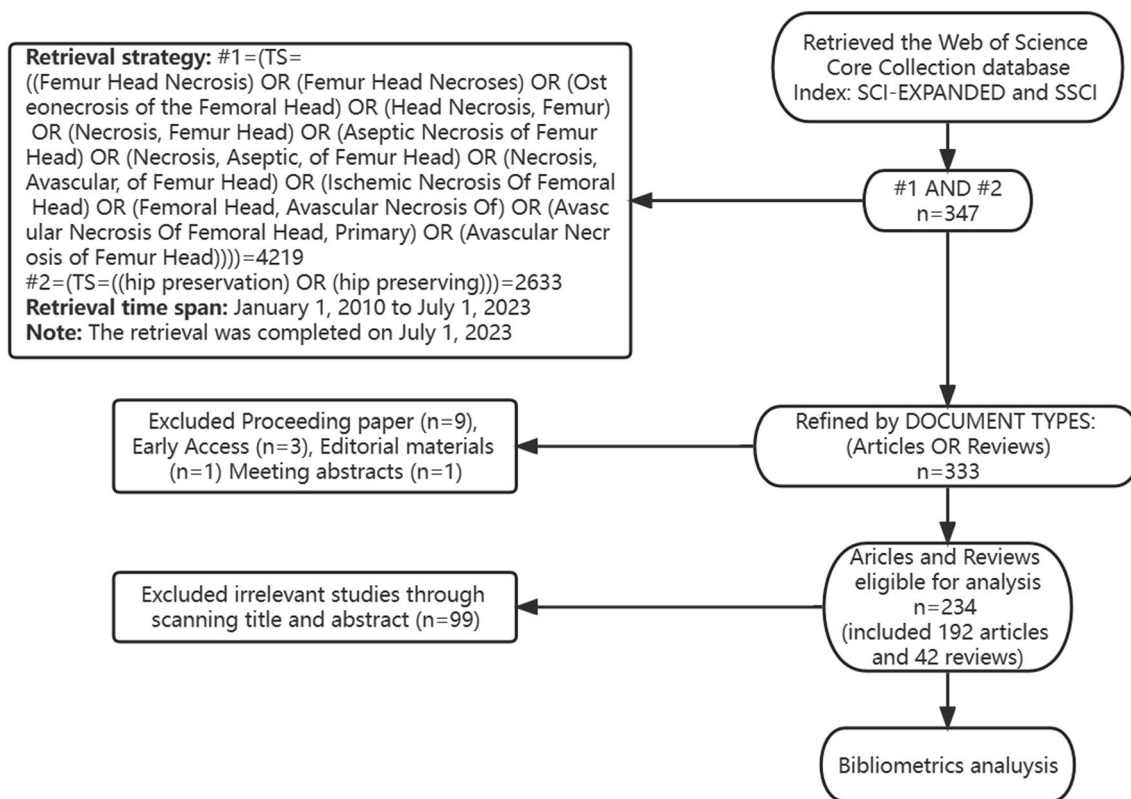 Retrieved the Web of Science
Core Collection database
Index: SCI-EXPANDED and SSCI
Retrieval strategy: #1=(TS=
((Femur Head Necrosis) OR (Femur Head Necroses) OR (Ost
eonecrosis of the Femoral Head) OR (Head Necrosis, Femur)
OR (Necrosis, Femur Head) OR (Aseptic Necrosis of Femur
Head) OR (Necrosis, Aseptic, of Femur Head) OR (Necrosis,
Avascular, of Femur Head) OR (Ischemic Necrosis Of Femoral
Head) OR (Femoral Head, Avascular Necrosis Of) OR (Avasc
ular Necrosis Of Femoral Head, Primary) OR (Avascular Necr
osis of Femur Head))))=4219
#2=(TS=((hip preservation) OR (hip preserving)))=2633
Retrieval time span: January 1, 2010 to July 1, 2023
Note: The retrieval was completed on July 1, 2023
#1 AND #2
n=347
Excluded Proceeding paper (n=9),
Early Access (n=3), Editorial materials
(n=1) Meeting abstracts (n=1)
Refined by DOCUMENT TYPES:
(Articles OR Reviews)
n=333
Excluded irrelevant studies through
scanning title and abstract (n=99)
Aricles and Reviews
eligible for analysis
n=234
(included 192 articles
and 42 reviews)
Bibliometrics analuysis